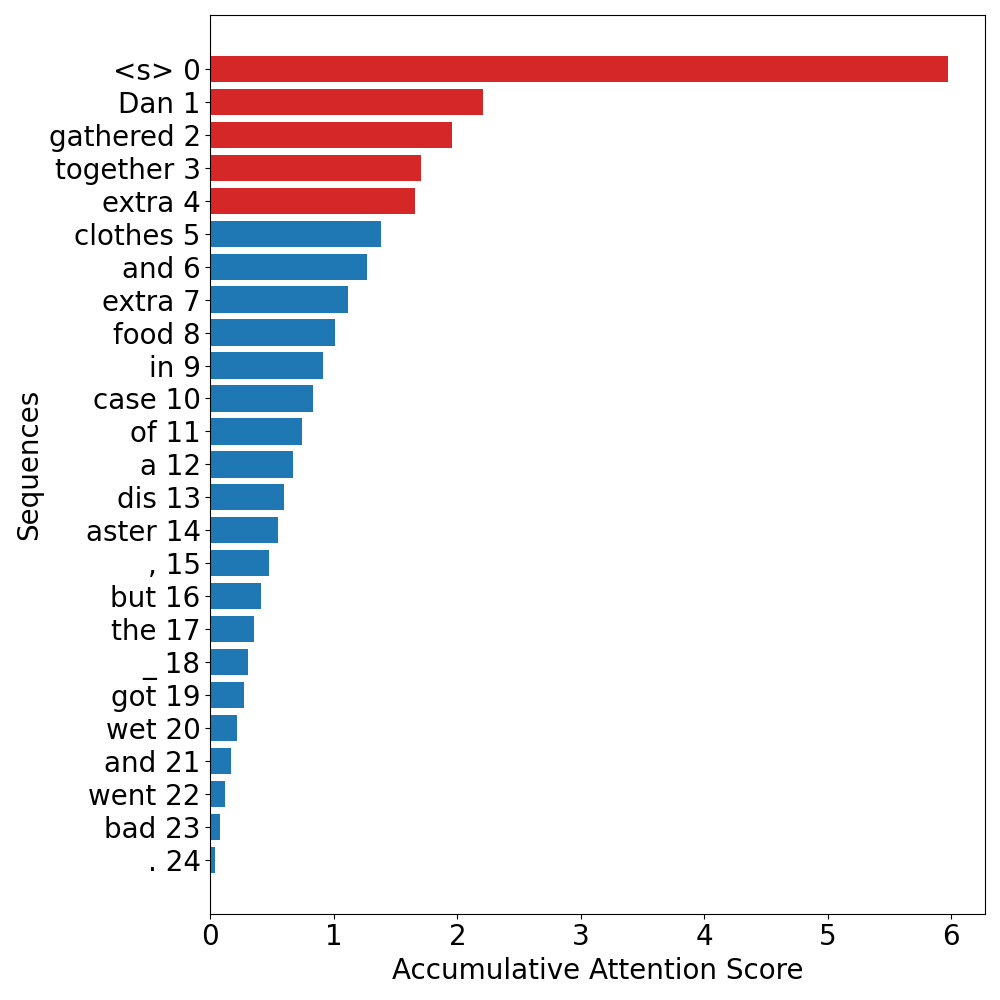 <s> 0
Dan 1
gathered 2
together 3
extra 4
clothes 5
and 6
extra 7
food 8
in 9
case 10
of 11
a 12
dis 13
aster 14
, 15
but 16
the 17
_ 18
got 19
wet 20
and 21
went 22
bad 23
. 24
Sequences
0 1 2 3 4 5 6
Accumulative Attention Score